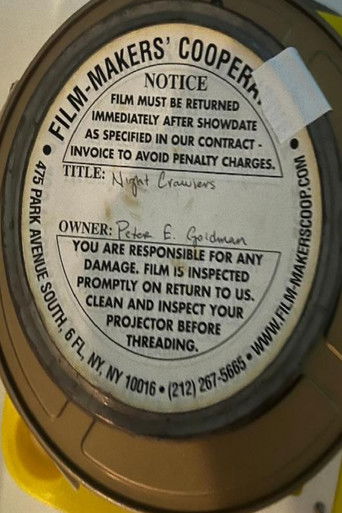 FILM-MAKERS' COOPERA
NOTICE
FILM MUST BE RETURNED
IMMEDIATELY AFTER SHOWDATE
AS SPECIFIED IN OUR CONTRACT -
INVOICE TO AVOID PENALTY CHARGES.
TITLE: Night Crawlers
OWNER: Peter E. Goldman
YOU ARE RESPONSIBLE FOR ANY
DAMAGE. FILM IS INSPECTED
PROMPTLY ON RETURN TO US.
CLEAN AND INSPECT YOUR
PROJECTOR BEFORE
THREADING.
• 475 PARK AVENUE SOUTH, 6 FL, NY, NY 10016 • (212) 267-5665 • WWW.FILM-MAKERSCOOP.COM •